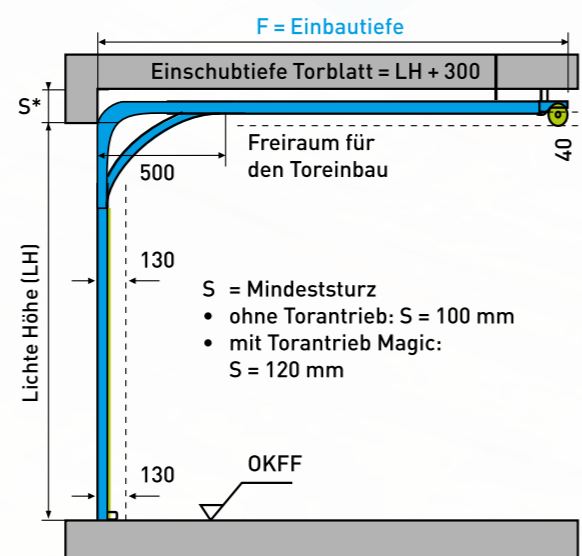 F = Einbautiefe
Einschubtiefe Torblatt = LH + 300
S*
Freiraum für
den Toreinbau
500
40
130
Lichte Höhe (LH)
S = Mindeststurz
• ohne Torantrieb: S = 100 mm
• mit Torantrieb Magic:
S = 120 mm
OKFF
130